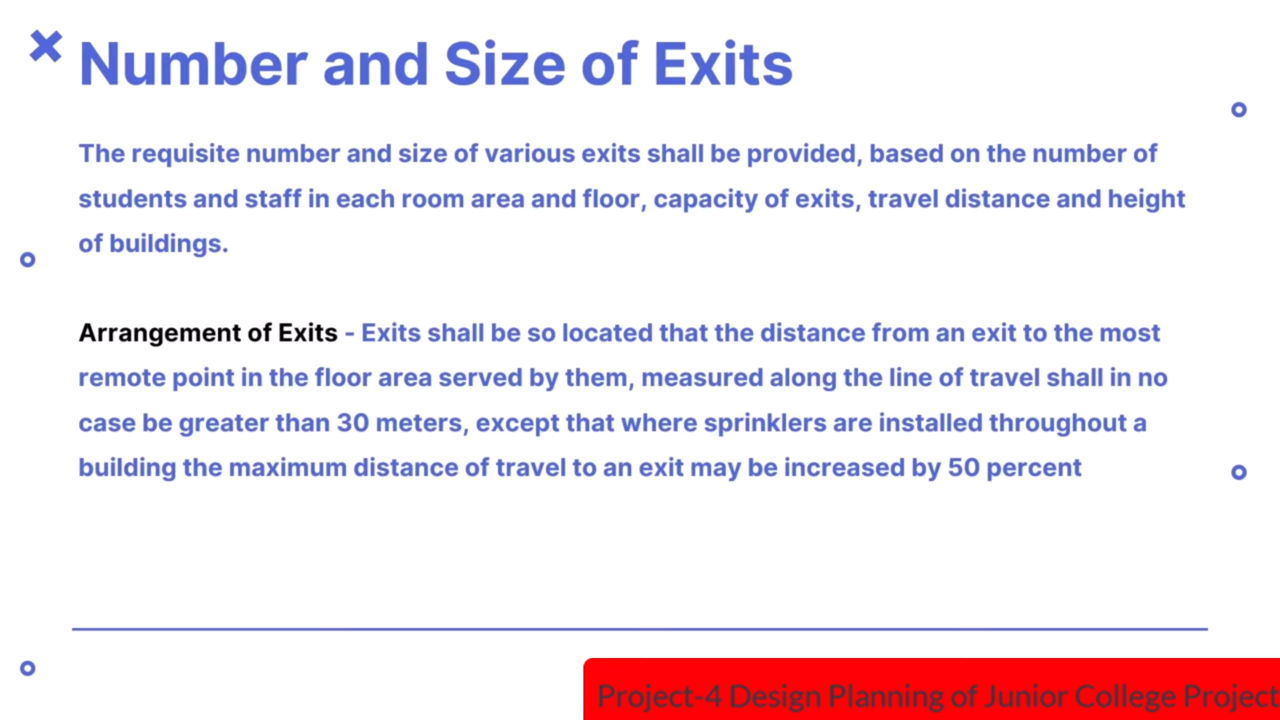 Number and Size of Exits
The requisite number and size of various exits shall be provided, based on the number of
students and staff in each room area and floor, capacity of exits, travel distance and height
of buildings.
Arrangement of Exits - Exits shall be so located that the distance from an exit to the most
remote point in the floor area served by them, measured along the line of travel shall in no
case be greater than 30 meters, except that where sprinklers are installed throughout a
building the maximum distance of travel to an exit may be increased by 50 percent
Project-4 Design Planning of Junior College Project